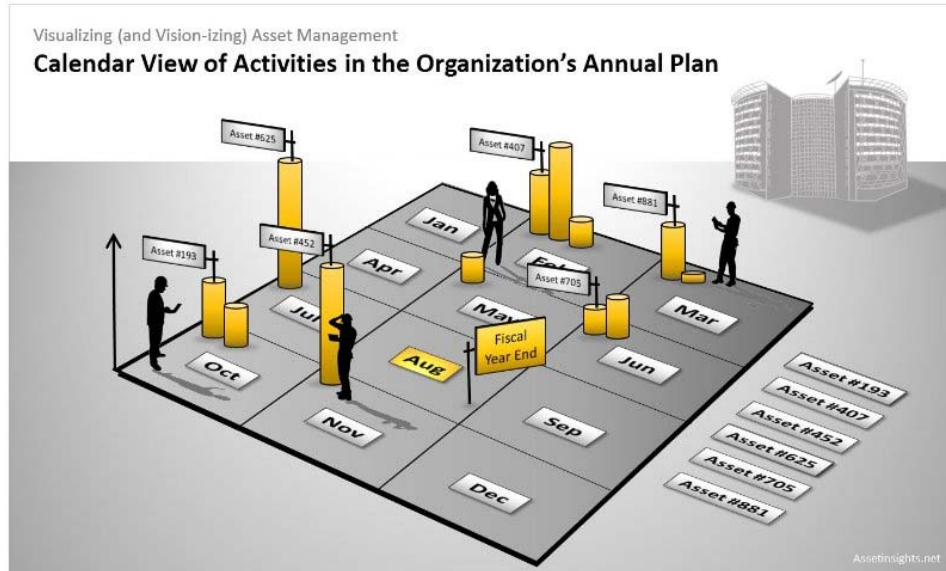 Visualizing (and Vision-izing) Asset Management
Calendar View of Activities in the Organization's Annual Plan
Asset #625
Asset #407
Asset #881
Asset #193
Asset #452
Asset #705
Jan
Apr
Mar
May
Fiscal
Year End
Aug
Jun
Oct
Nov
Sep
Dec
Asset #193
Asset #407
Asset #452
Asset #625
Asset #705
Asset #881
Assetinsights.net